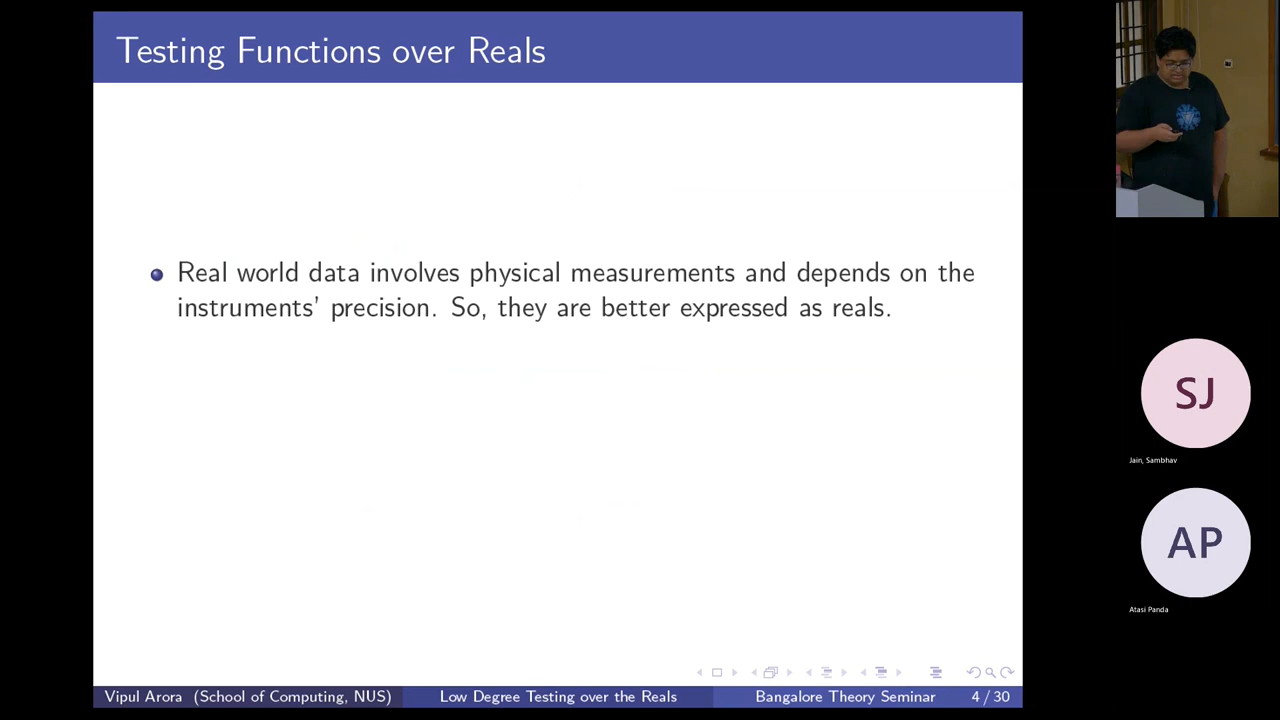 Testing Functions over Reals
Real world data involves physical measurements and depends on the
instruments' precision. So, they are better expressed as reals.
Vipul Arora (School of Computing, NUS)
Low Degree Testing over the Reals
Bangalore Theory Seminar
4 / 30
SJ
Jain, Sambhav
AP
Atasi Panda